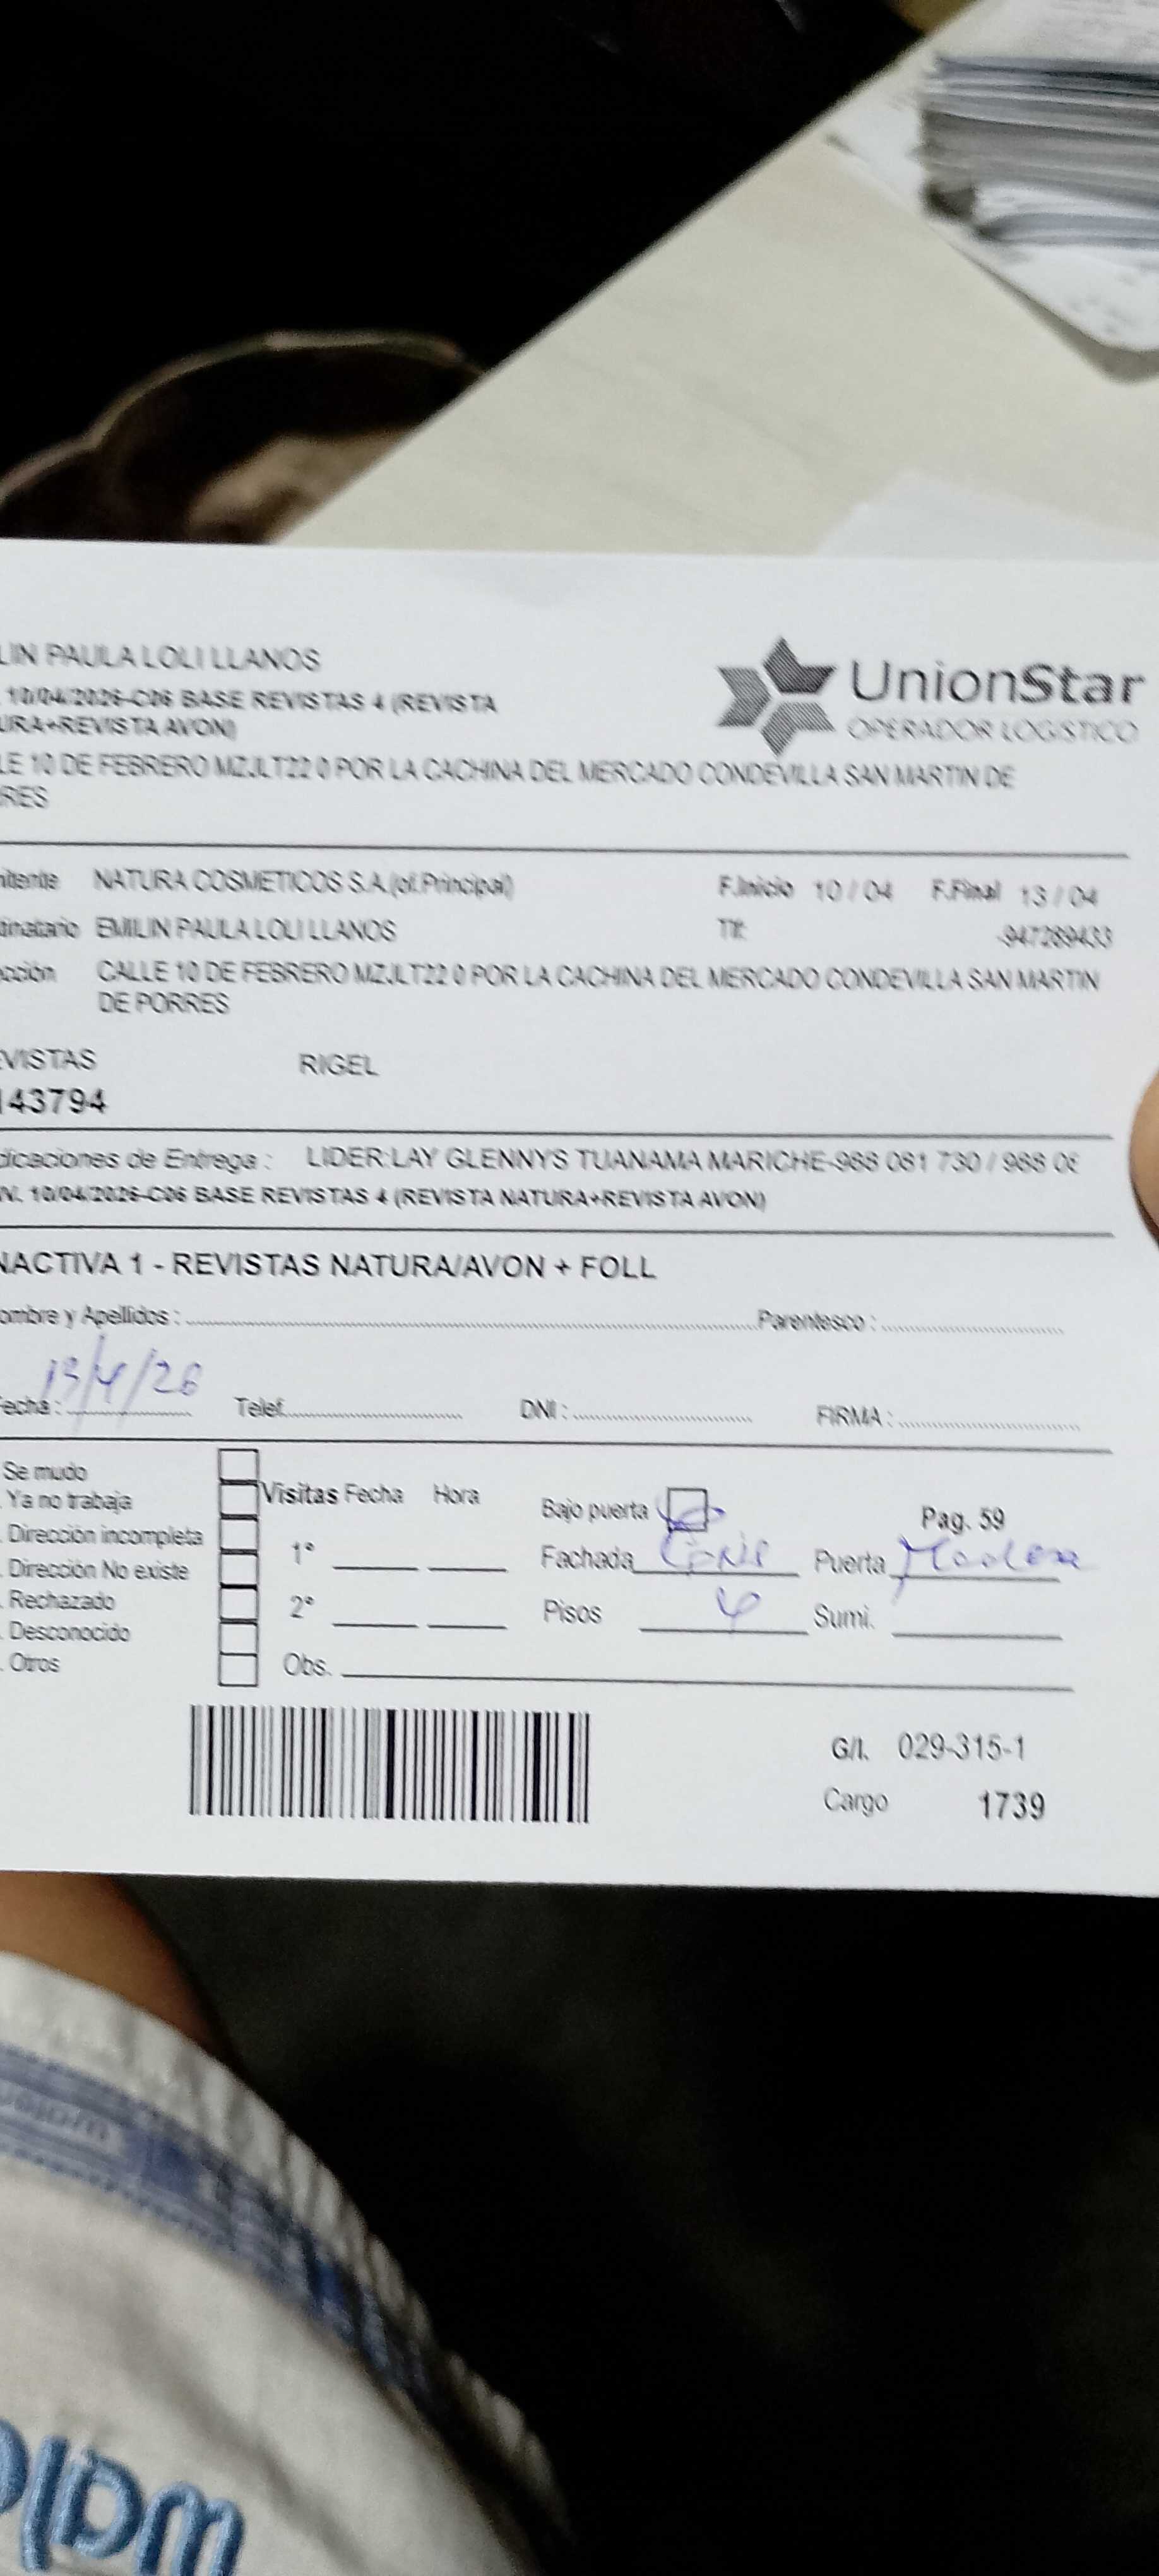 LIN PAULA LOLI LLANOS
. 10/04/2026-C06 BASE REVISTAS 4 (REVISTA
URA+REVISTA AVON)
UnionStar
OPERADOR LOGISTICO
LE 10 DE FEBRERO MZJLT22 0 POR LA CACHINA DEL MERCADO CONDEVILLA SAN MARTIN DE
RRES
mitente NATURA COSMETICOS S.A.(of.Principal) F.Inicio 10 / 04 F.Final 13 / 04
tinatario EMILIN PAULA LOLI LLANOS Tlf: -947289433
cción CALLE 10 DE FEBRERO MZJLT22 0 POR LA CACHINA DEL MERCADO CONDEVILLA SAN MARTIN
DE PORRES
EVISTAS RIGEL
143794
dicaciones de Entrega : LIDER:LAY GLENNYS TUANAMA MARICHE-968 061 730 /
NV. 10/04/2026-C06 BASE REVISTAS 4 (REVISTA NATURA+REVISTA AVON)
NACTIVA 1 - REVISTAS NATURA/AVON + FOLL
ombre y Apellidos : Parentesco :
Fecha : 13/4/26 Telef. DNI : FIRMA :
Se mudo
. Ya no trabaja
. Dirección incompleta
. Dirección No existe
. Rechazado
. Desconocido
. Otros
Visitas Fecha Hora
1°
2°
Obs.
Bajo puerta Pag. 59
Fachada Puerta
Pisos Sumi.
G/I. 029-315-1
Cargo 1739